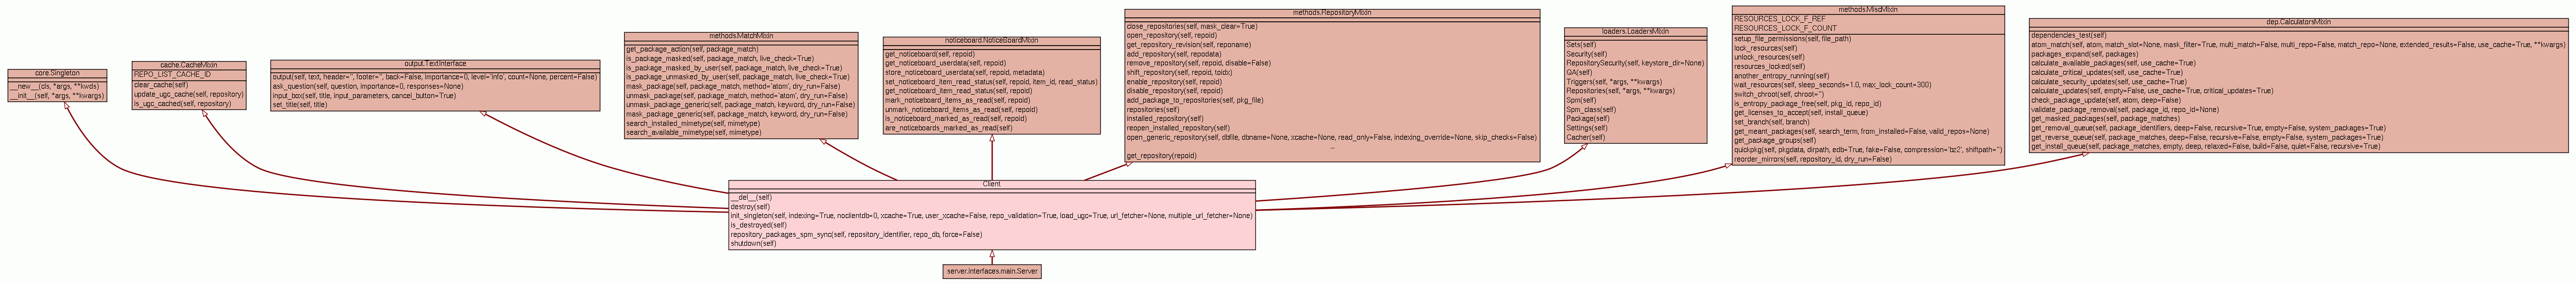 core.Singleton
__new__(cls, *args, **kwds)
__init__(self, *args, **kwargs)
cache.CacheMixin
REPO_LIST_CACHE_ID
clear_cache(self)
update_ugc_cache(self, repository)
is_ugc_cached(self, repository)
output.TextInterface
output(self, text, header='', footer='', back=False, importance=0, level='info', count=None, percent=False)
ask_question(self, question, importance=0, responses=None)
input_box(self, title, input_parameters, cancel_button=True)
set_title(self, title)
methods.MatchMixin
get_package_action(self, package_match)
is_package_masked(self, package_match, live_check=True)
is_package_masked_by_user(self, package_match, live_check=True)
is_package_unmasked_by_user(self, package_match, live_check=True)
mask_package(self, package_match, method='atom', dry_run=False)
unmask_package(self, package_match, method='atom', dry_run=False)
unmask_package_generic(self, package_match, keyword, dry_run=False)
mask_package_generic(self, package_match, keyword, dry_run=False)
search_installed_mimetype(self, mimetype)
search_available_mimetype(self, mimetype)
noticeboard.NoticeBoardMixin
get_noticeboard(self, repoid)
get_noticeboard_userdata(self, repoid)
store_noticeboard_userdata(self, repoid, metadata)
set_noticeboard_item_read_status(self, repoid, item_id, read_status)
get_noticeboard_item_read_status(self, repoid)
mark_noticeboard_items_as_read(self, repoid)
unmark_noticeboard_items_as_read(self, repoid)
is_noticeboard_marked_as_read(self, repoid)
are_noticeboards_marked_as_read(self)
methods.RepositoryMixin
close_repositories(self, mask_clear=True)
open_repository(self, repoid)
get_repository_revision(self, reponame)
add_repository(self, repodata)
remove_repository(self, repoid, disable=False)
shift_repository(self, repoid, toidx)
enable_repository(self, repoid)
disable_repository(self, repoid)
add_package_to_repositories(self, pkg_file)
repositories(self)
installed_repository(self)
reopen_installed_repository(self)
open_generic_repository(self, dbfile, dbname=None, xcache=None, read_only=False, indexing_override=None, skip_checks=False)
...
get_repository(repoid)
loaders.LoadersMixin
Sets(self)
Security(self)
RepositorySecurity(self, keystore_dir=None)
QA(self)
Triggers(self, *args, **kwargs)
Repositories(self, *args, **kwargs)
Spm(self)
Spm_class(self)
Package(self)
Settings(self)
Cacher(self)
methods.MiscMixin
RESOURCES_LOCK_F_REF
RESOURCES_LOCK_F_COUNT
setup_file_permissions(self, file_path)
lock_resources(self)
unlock_resources(self)
resources_locked(self)
another_entropy_running(self)
wait_resources(self, sleep_seconds=1.0, max_lock_count=300)
switch_chroot(self, chroot='')
is_entropy_package_free(self, pkg_id, repo_id)
get_licenses_to_accept(self, install_queue)
set_branch(self, branch)
get_meant_packages(self, search_term, from_installed=False, valid_repos=None)
get_package_groups(self)
quickpkg(self, pkgdata, dirpath, edb=True, fake=False, compression='bz2', shiftpath='')
reorder_mirrors(self, repository_id, dry_run=False)
dep.CalculatorsMixin
dependencies_test(self)
atom_match(self, atom, match_slot=None, mask_filter=True, multi_match=False, multi_repo=False, match_repo=None, extended_results=False, use_cache=True, **kwargs)
packages_expand(self, packages)
calculate_available_packages(self, use_cache=True)
calculate_critical_updates(self, use_cache=True)
calculate_security_updates(self, use_cache=True)
calculate_updates(self, empty=False, use_cache=True, critical_updates=True)
check_package_update(self, atom, deep=False)
validate_package_removal(self, package_id, repo_id=None)
get_masked_packages(self, package_matches)
get_removal_queue(self, package_identifiers, deep=False, recursive=True, empty=False, system_packages=True)
get_reverse_queue(self, package_matches, deep=False, recursive=False, empty=False, system_packages=True)
get_install_queue(self, package_matches, empty, deep, relaxed=False, build=False, quiet=False, recursive=True)
Client
__del__(self)
destroy(self)
init_singleton(self, indexing=True, noclientdb=0, xcache=True, user_xcache=False, repo_validation=True, load_ugc=True, url_fetcher=None, multiple_url_fetcher=None)
is_destroyed(self)
repository_packages_spm_sync(self, repository_identifier, repo_db, force=False)
shutdown(self)
server.interfaces.main.Server